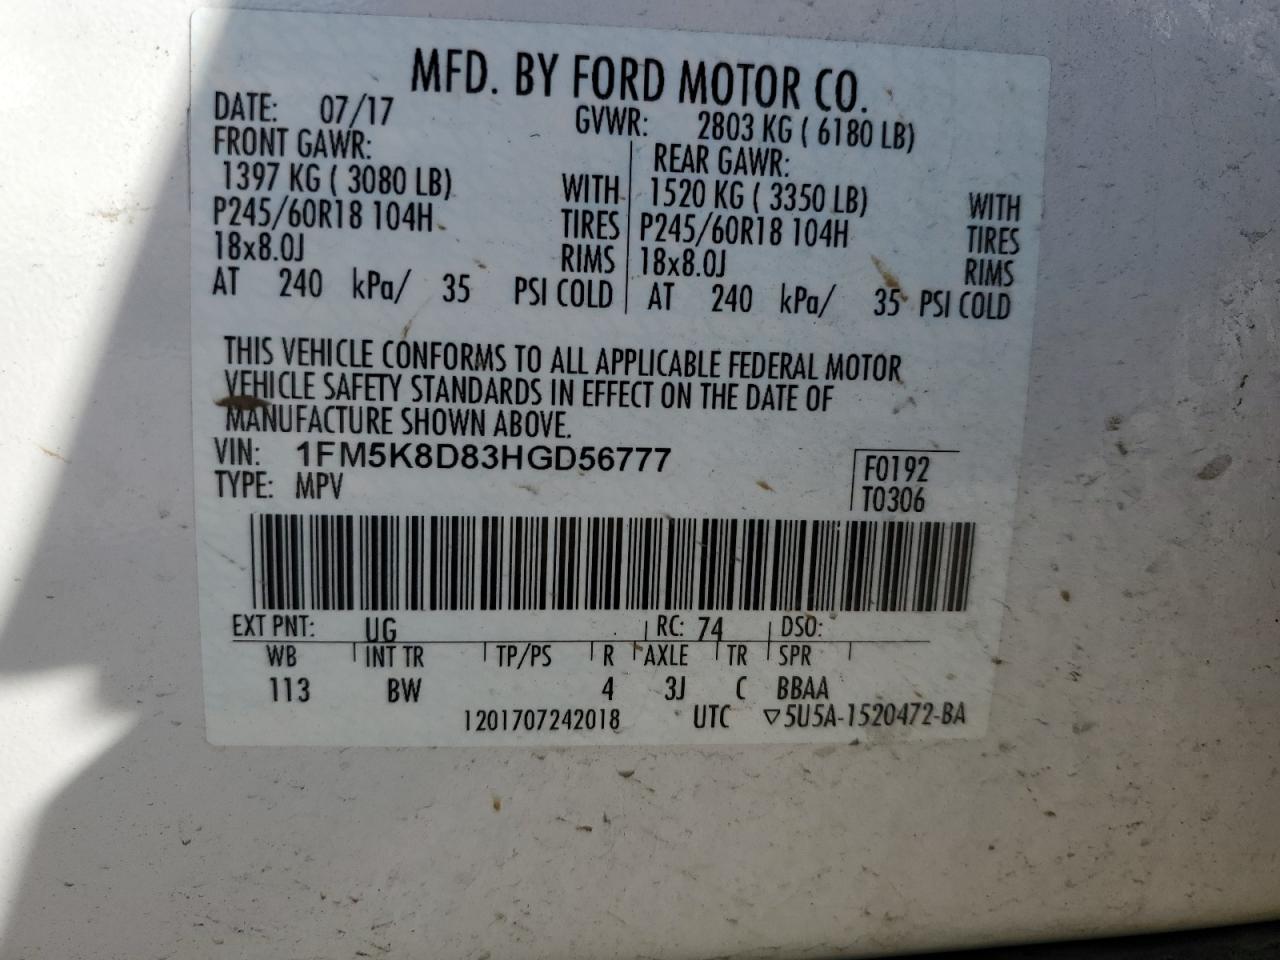 MFD. BY FORD MOTOR CO.
DATE: 07/17 GVWR: 2803 KG ( 6180 LB)
FRONT GAWR: REAR GAWR:
1397 KG ( 3080 LB) WITH 1520 KG ( 3350 LB) WITH
P245/60R18 104H TIRES P245/60R18 104H TIRES
18x8.0J RIMS 18x8.0J RIMS
AT 240 kPa/ 35 PSI COLD AT 240 kPa/ 35 PSI COLD
THIS VEHICLE CONFORMS TO ALL APPLICABLE FEDERAL MOTOR
VEHICLE SAFETY STANDARDS IN EFFECT ON THE DATE OF
MANUFACTURE SHOWN ABOVE.
VIN: 1FM5K8D83HGD56777 F0192
TYPE: MPV T0306
EXT PNT: UG RC: 74 DSO:
WB INT TR TP/PS R AXLE TR SPR
113 BW 4 3J C BBAA
1201707242018 UTC ▽5U5A-1520472-BA